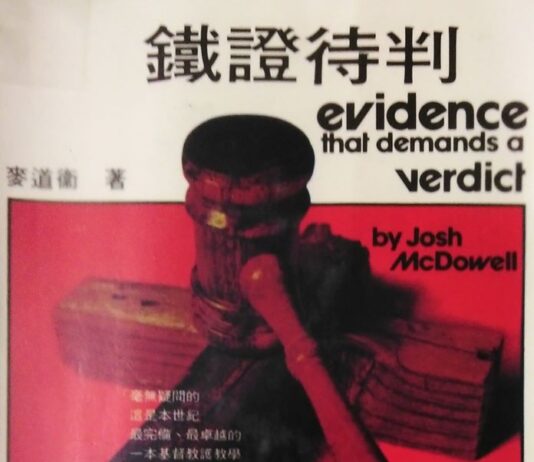 鐵證待判
evidence
that demands a
verdict
麥道衛 著
by Josh
McDowell
毫無疑問的
這是本世紀
最完備、最卓越的
一本基督教護教學